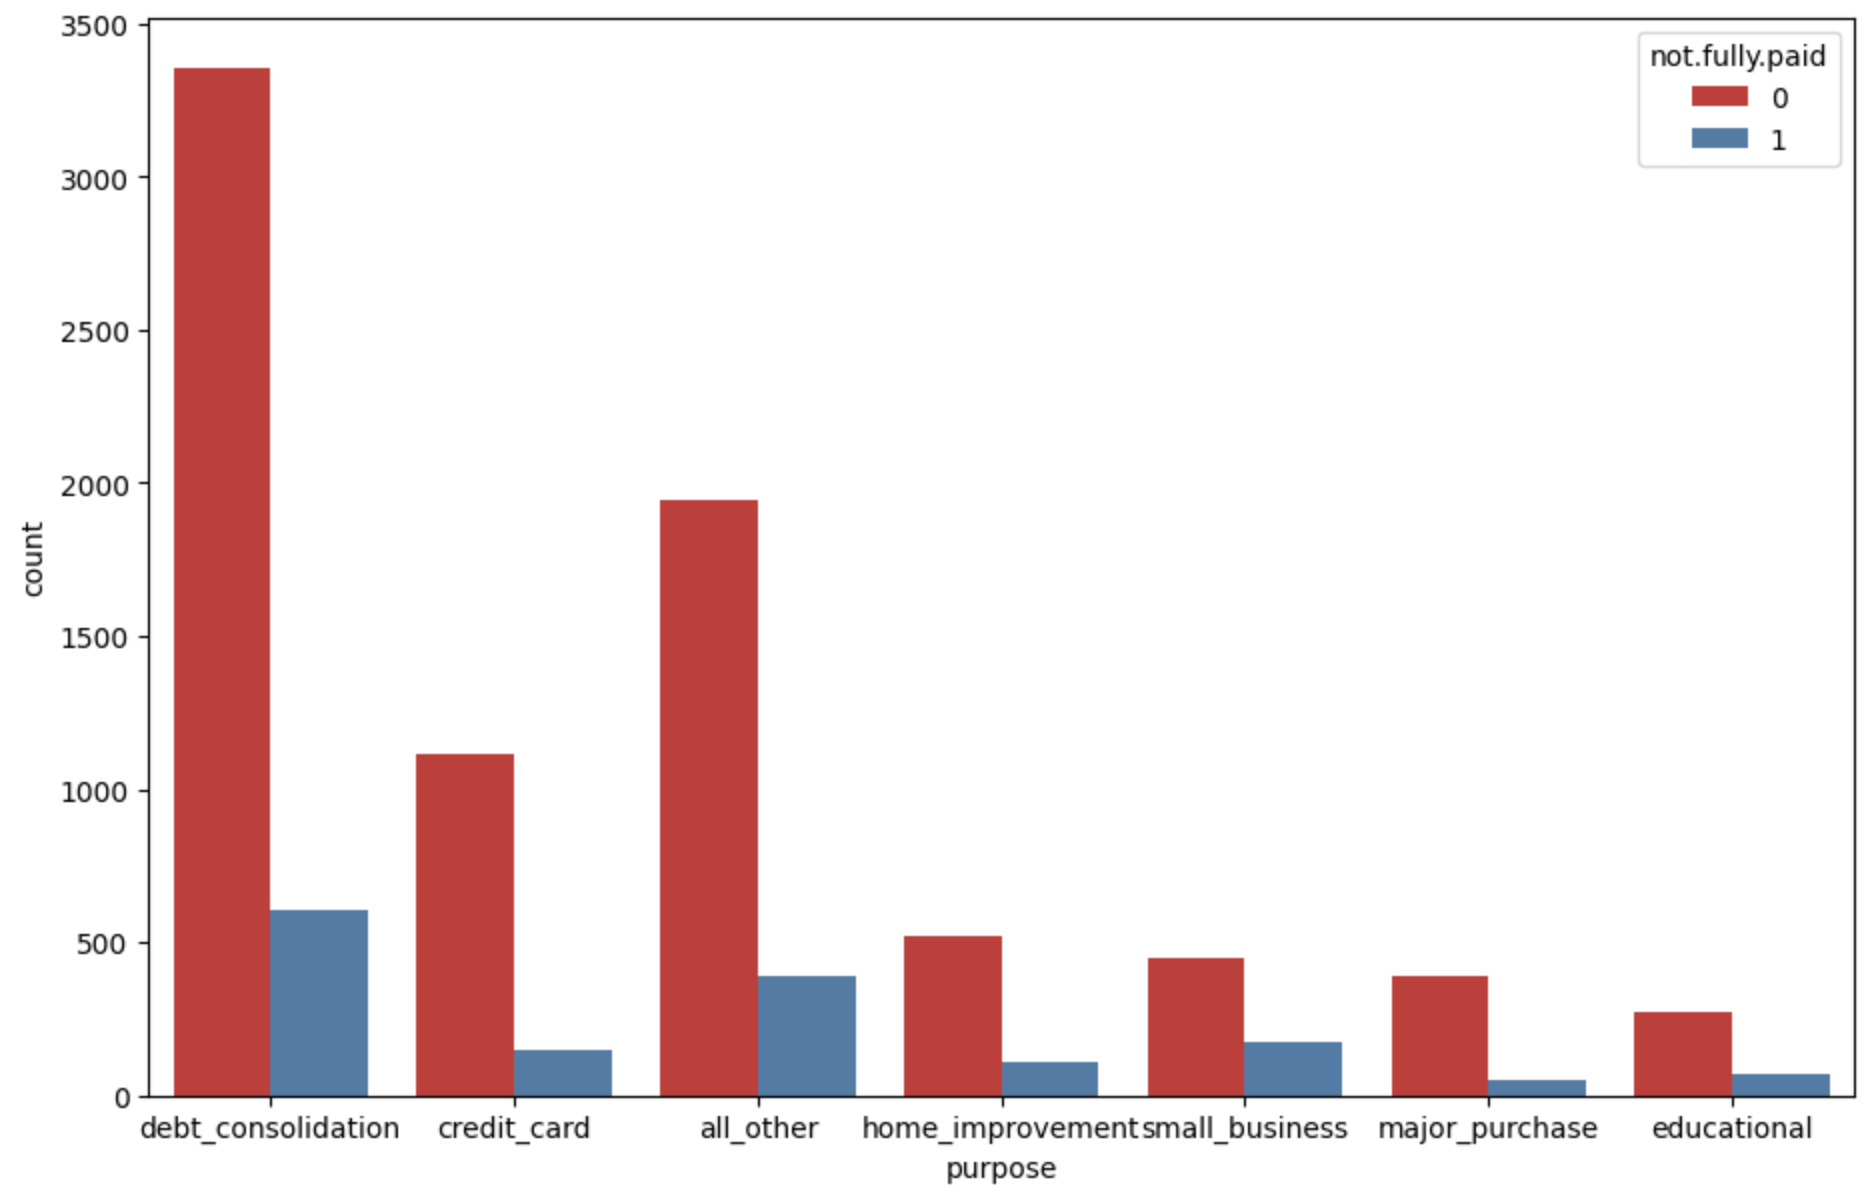 3500
3000
2500
2000
1500
1000
500
0
count
not.fully.paid
0
1
debt_consolidation credit_card all_other home_improvement small_business major_purchase educational
purpose